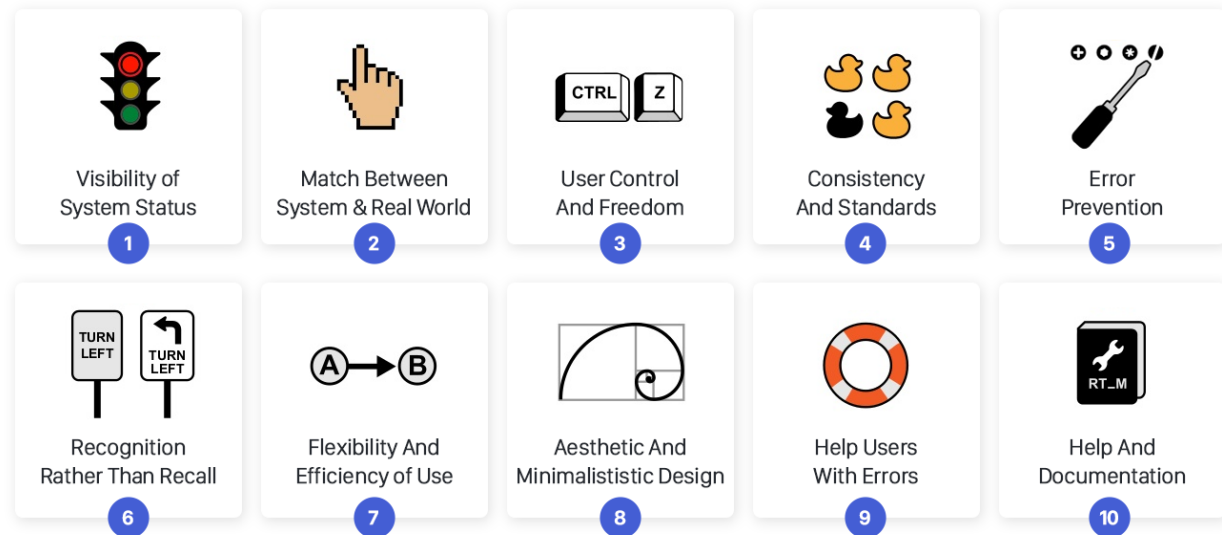 CTRL Z
Visibility of
System Status
1
Match Between
System & Real World
2
User Control
And Freedom
3
Consistency
And Standards
4
Error
Prevention
5
TURN
LEFT
TURN
LEFT
Recognition
Rather Than Recall
6
A B
Flexibility And
Efficiency of Use
7
Aesthetic And
Minimalististic Design
8
Help Users
With Errors
9
RT_M
Help And
Documentation
10